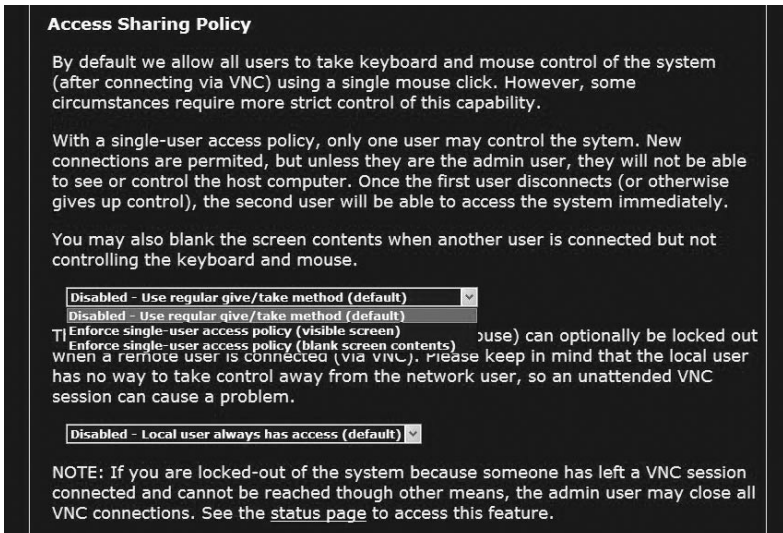 Access Sharing Policy
By default we allow all users to take keyboard and mouse control of the system
(after connecting via VNC) using a single mouse click. However, some
circumstances require more strict control of this capability.
With a single-user access policy, only one user may control the sytem. New
connections are permitted, but unless they are the admin user, they will not be able
to see or control the host computer. Once the first user disconnects (or otherwise
gives up control), the second user will be able to access the system immediately.
You may also blank the screen contents when another user is connected but not
controlling the keyboard and mouse.
Disabled - Use regular give/take method (default)
Disabled - Use regular give/take method (default)
Enforce single-user access policy (visible screen)
Enforce single-user access policy (blank screen contents)
can optionally be locked out
when a remote user is connected (via VNC). Please keep in mind that the local user
has no way to take control away from the network user, so an unattended VNC
session can cause a problem.
Disabled - Local user always has access (default)
NOTE: If you are locked-out of the system because someone has left a VNC session
connected and cannot be reached though other means, the admin user may close all
VNC connections. See the status page to access this feature.